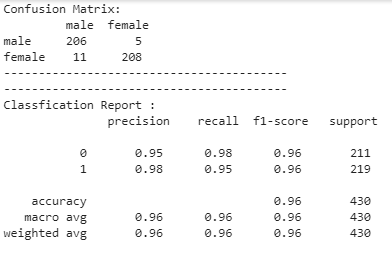 Confusion Matrix:
male female
male 206 5
female 11 208
----------------------------------------
----------------------------------------
Classfication Report :
precision recall f1-score support
0 0.95 0.98 0.96 211
1 0.98 0.95 0.96 219
accuracy 0.96 430
macro avg 0.96 0.96 0.96 430
weighted avg 0.96 0.96 0.96 430